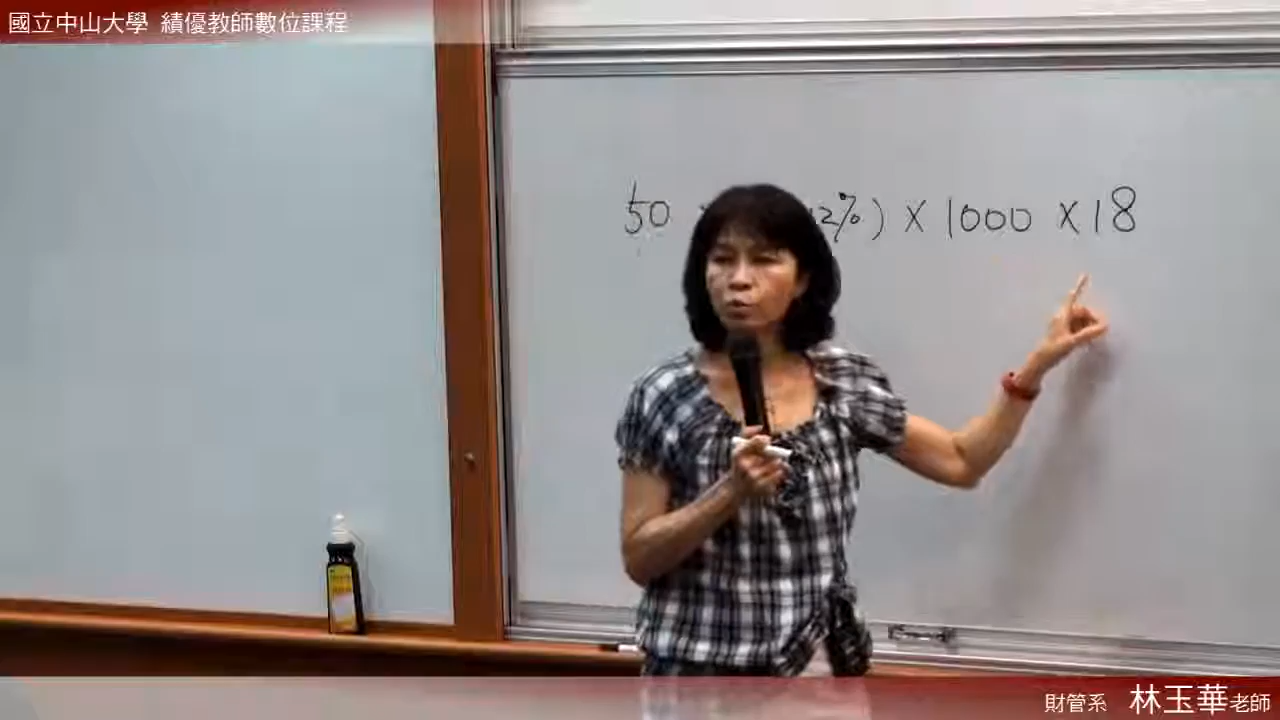 國立中山大學 績優教師數位課程
50 2%) × 1000 × 18
財管系 林玉華老師